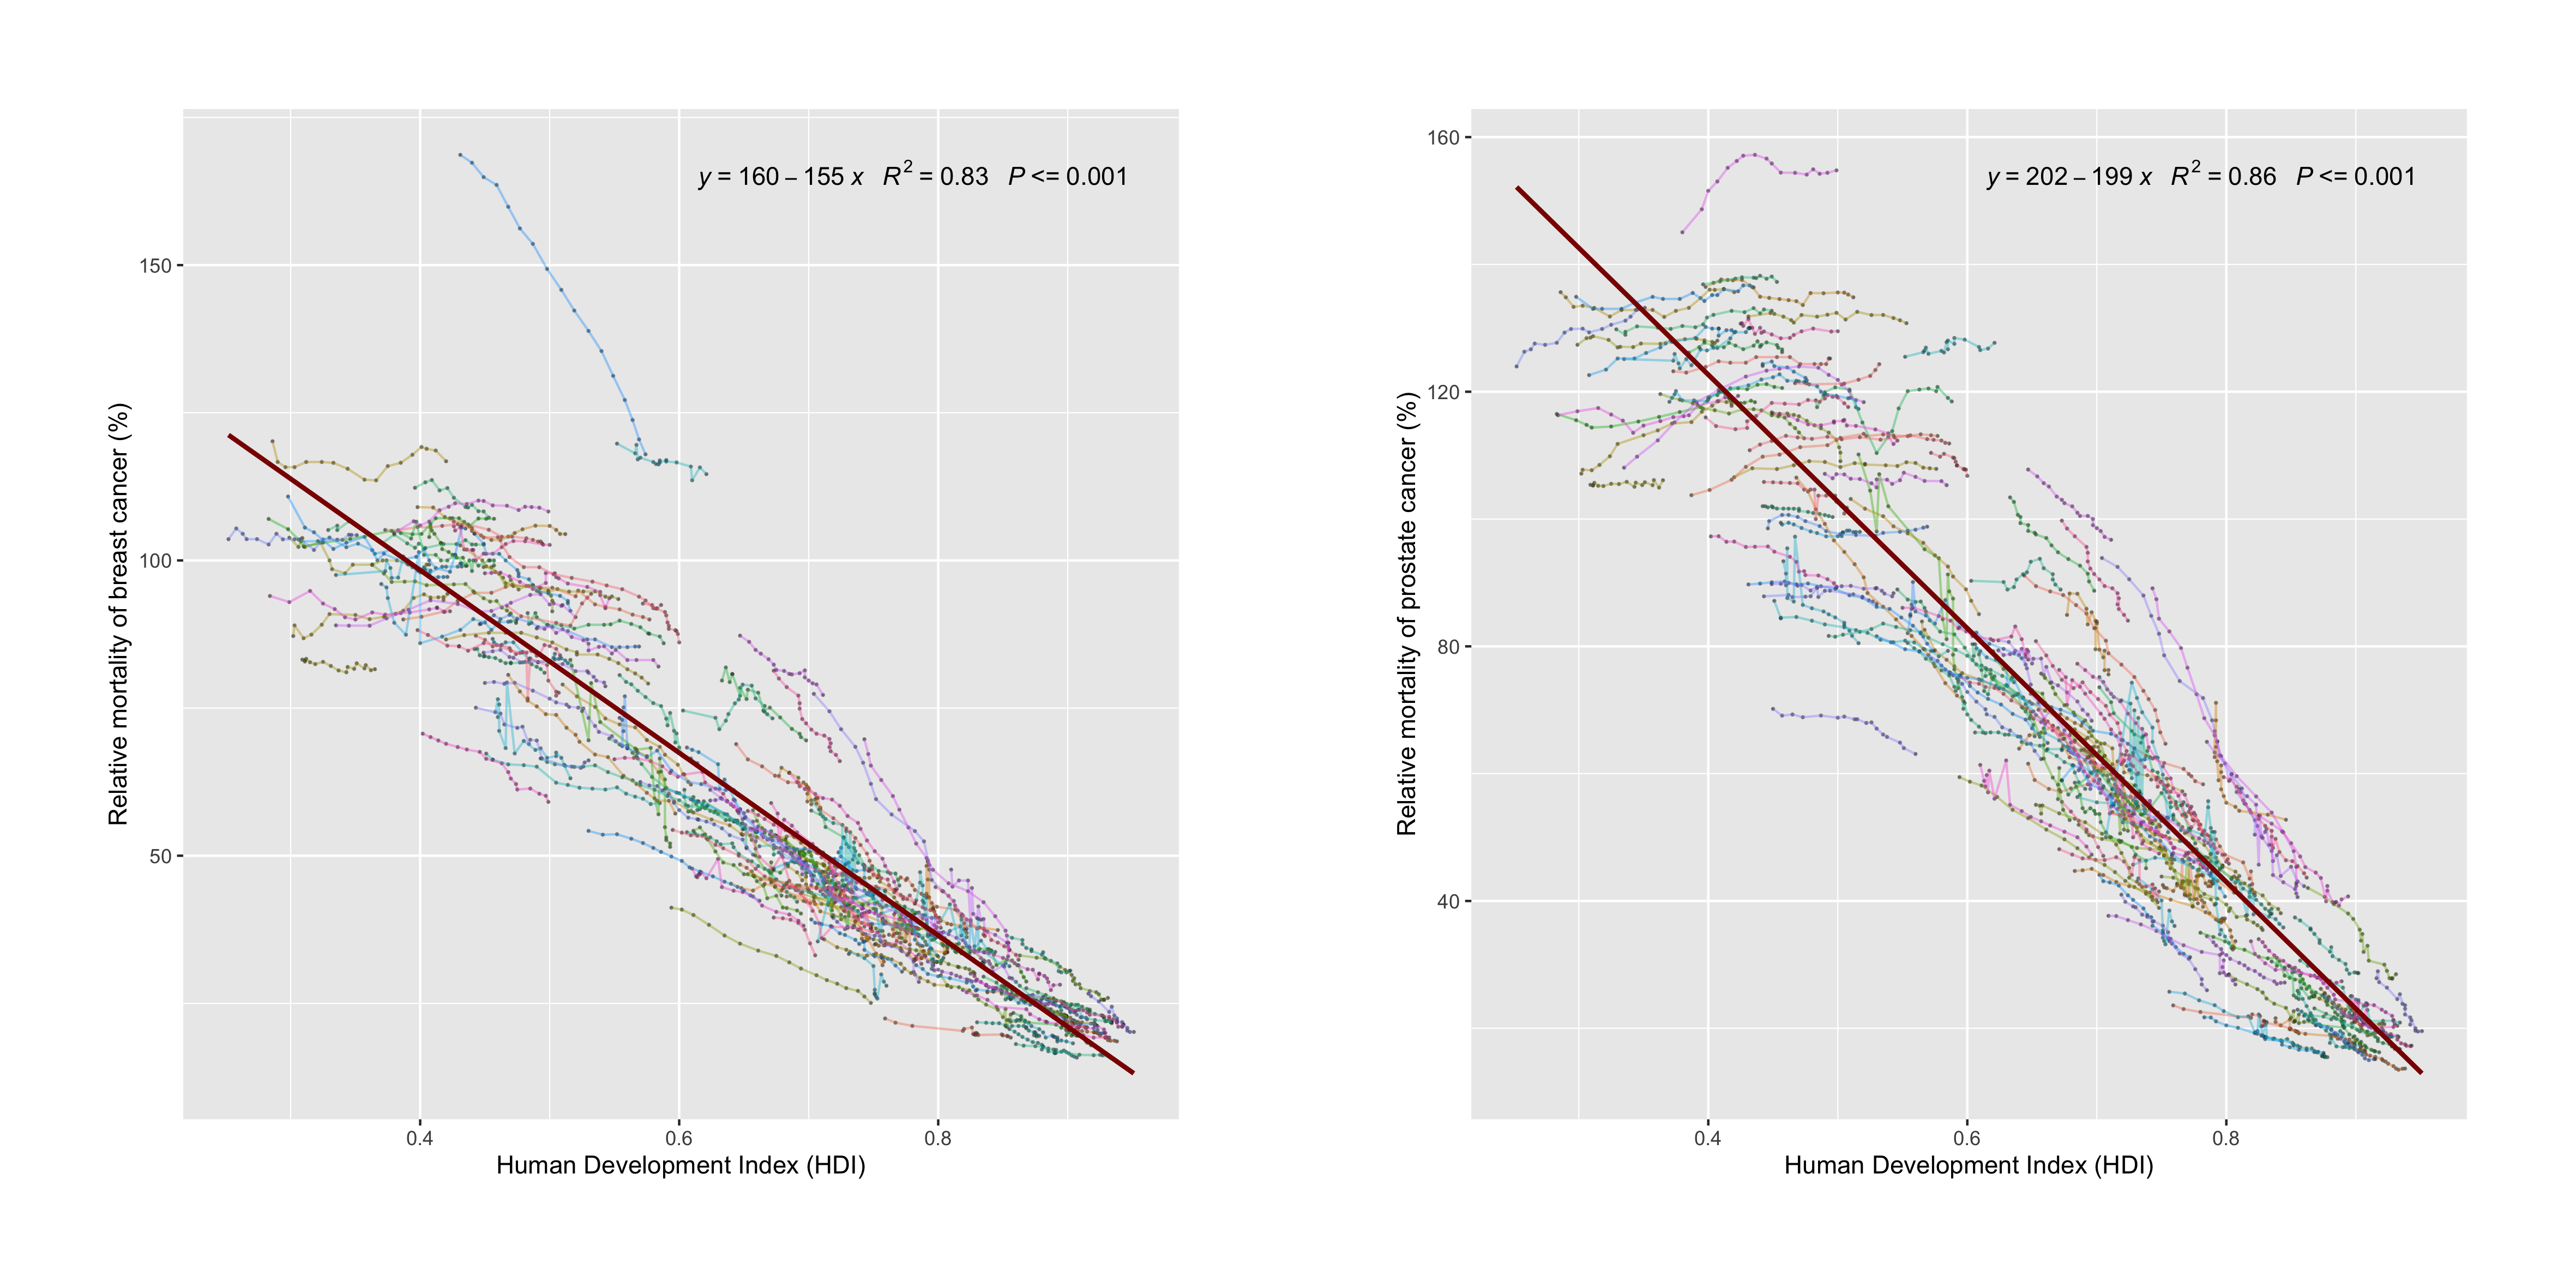 y = 160 – 155 x R² = 0.83 P <= 0.001
150
100
50
Relative mortality of breast cancer (%)
0.4 0.6 0.8
Human Development Index (HDI)
y = 202 – 199 x R² = 0.86 P <= 0.001
160
120
80
40
Relative mortality of prostate cancer (%)
0.4 0.6 0.8
Human Development Index (HDI)